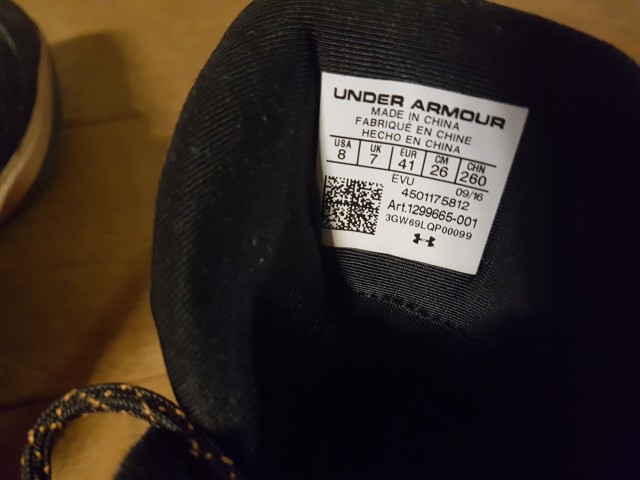 UNDER ARMOUR
MADE IN CHINA
FABRIQUÉ EN CHINE
HECHO EN CHINA
USA UK EUR CM CHN
8 7 41 26 260
EVU 09/16
4501175812
Art.1299665-001
3GW69LQP00099